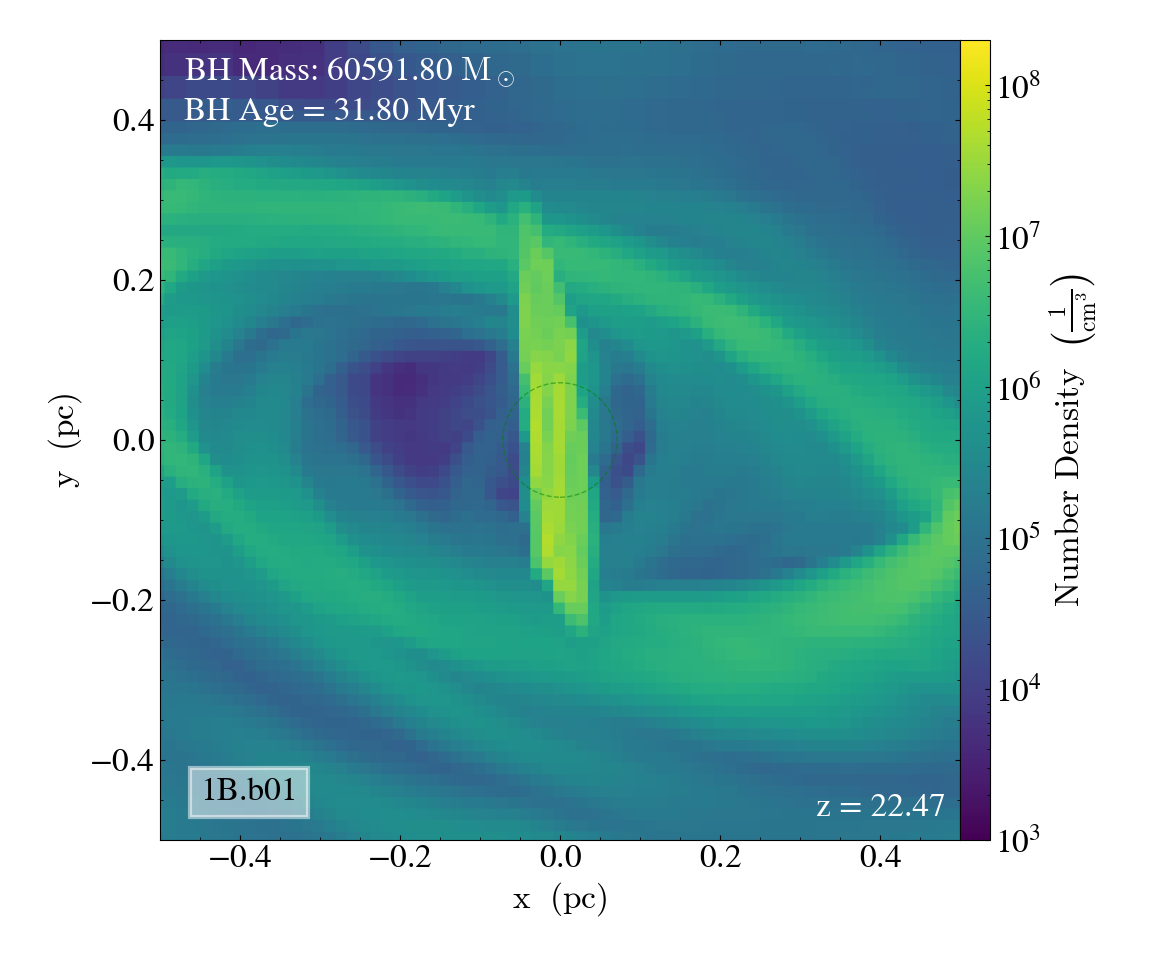 BH Mass: 60591.80 M⊙
BH Age = 31.80 Myr
0.4
0.2
0.0
−0.2
−0.4
y (pc)
1B.b01
z = 22.47
−0.4 −0.2 0.0 0.2 0.4
x (pc)
10⁸
10⁷
10⁶
10⁵
10⁴
10³
Number Density (1/cm³)